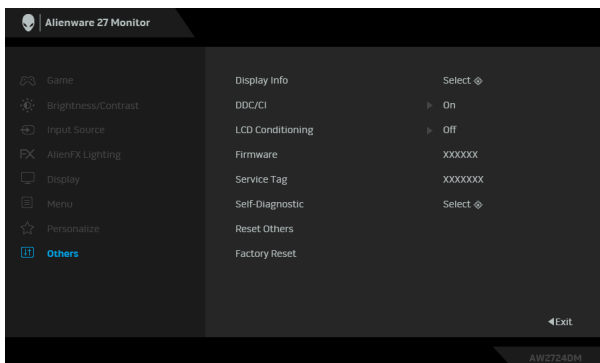 Alienware 27 Monitor
Game
Brightness/Contrast
Input Source
FX AlienFX Lighting
Display
Menu
Personalize
Others
Display Info Select
DDC/CI On
LCD Conditioning Off
Firmware XXXXXX
Service Tag XXXXXXX
Self-Diagnostic Select
Reset Others
Factory Reset
Exit
AW2724DM